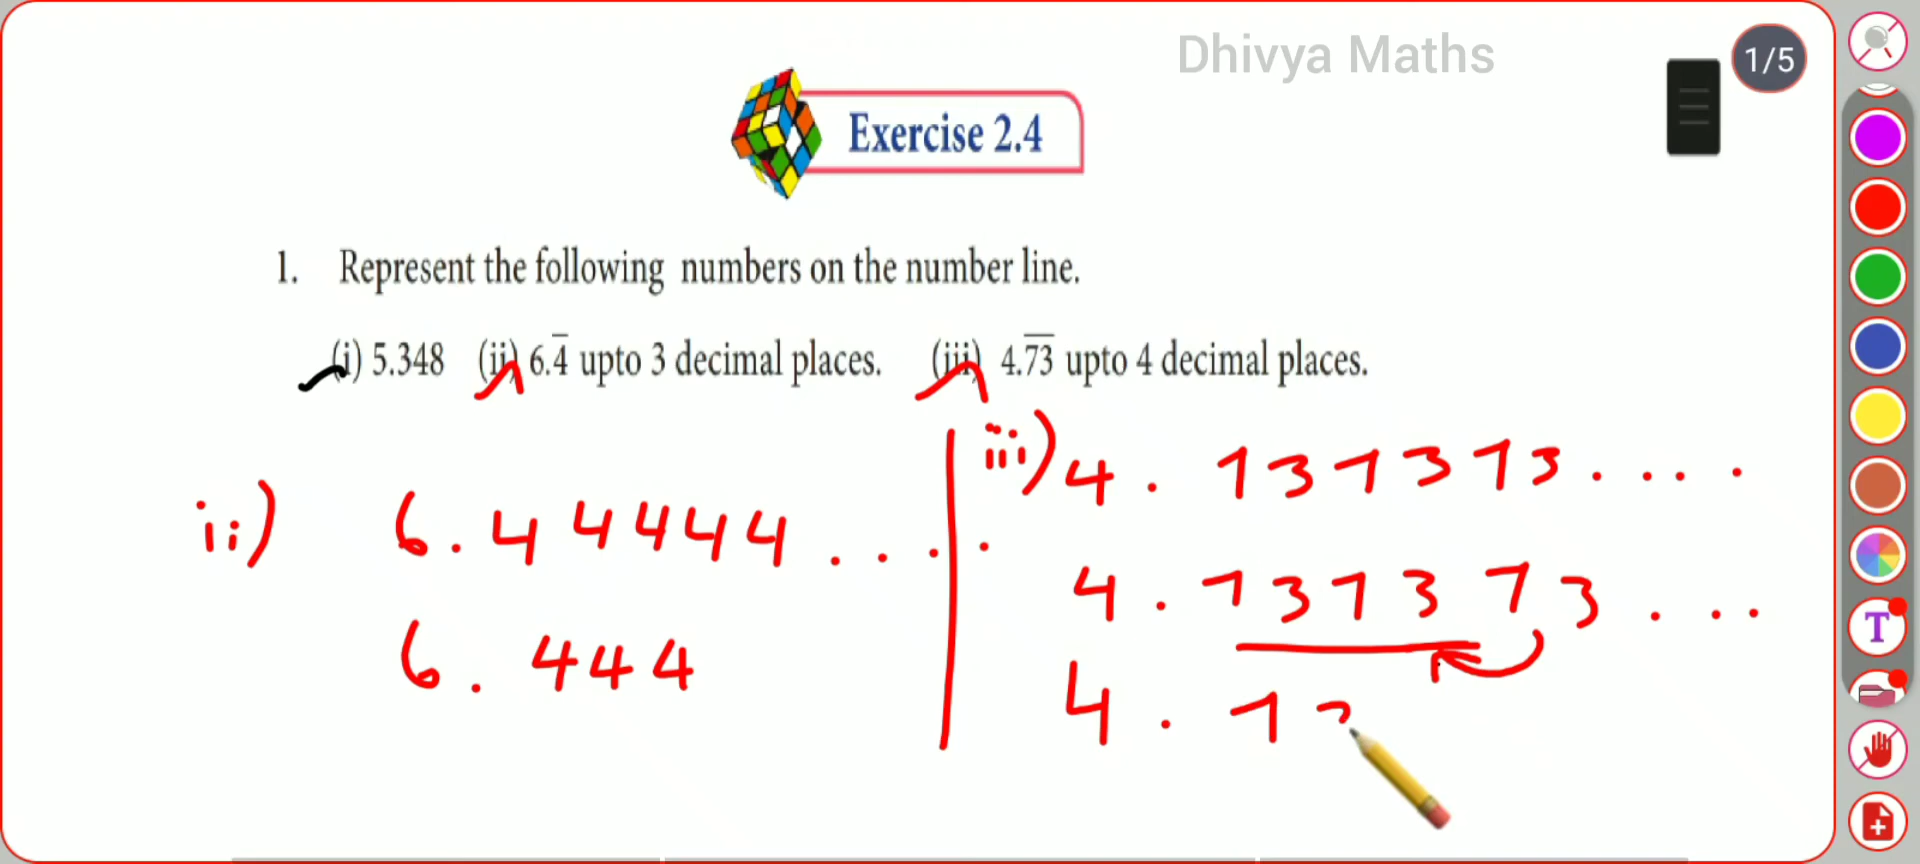 Dhivya Maths
1/5
Exercise 2.4
1. Represent the following numbers on the number line.
(i) 5.348 (ii) 6.4̅ upto 3 decimal places. (iii) 4.7̅3̅ upto 4 decimal places.
ii) 6.44444....
6.444
iii) 4.737373....
4.737373...
4.73
T